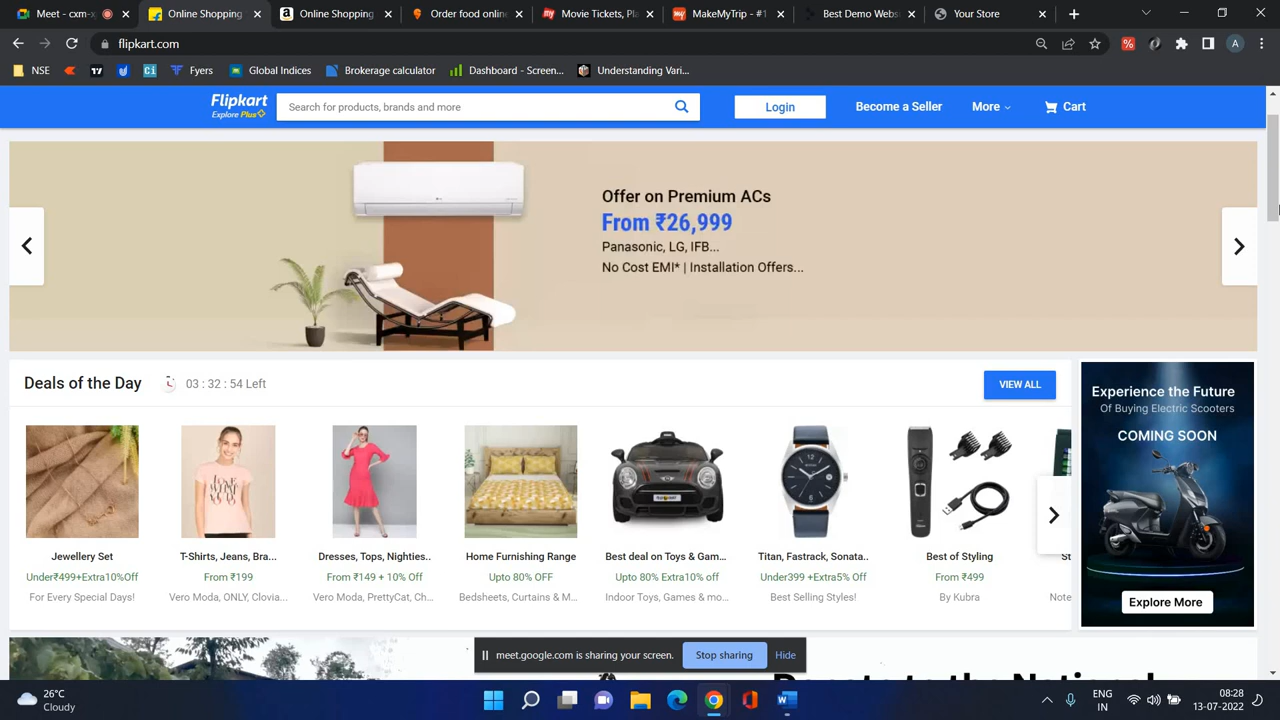 Meet - cxm-x
Online Shopping
Online Shopping
Order food onlin
Movie Tickets, Pla
MakeMyTrip - #1
Best Demo Webs
Your Store
flipkart.com
A
NSE
Fyers
Global Indices
Brokerage calculator
Dashboard - Screen...
Understanding Vari...
Flipkart
Explore Plus
Search for products, brands and more
Login
Become a Seller
More
Cart
Offer on Premium ACs
From ₹26,999
Panasonic, LG, IFB...
No Cost EMI* | Installation Offers...
Deals of the Day
03 : 32 : 54 Left
VIEW ALL
Experience the Future
Of Buying Electric Scooters
COMING SOON
Explore More
Jewellery Set
T-Shirts, Jeans, Bra...
Dresses, Tops, Nighties..
Home Furnishing Range
Best deal on Toys & Gam...
Titan, Fastrack, Sonata..
Best of Styling
St
Under₹499+Extra10%Off
From ₹199
From ₹149 + 10% Off
Upto 80% OFF
Upto 80% Extra10% off
Under399 +Extra5% Off
From ₹499
For Every Special Days!
Vero Moda, ONLY, Clovia...
Vero Moda, PrettyCat, Ch...
Bedsheets, Curtains & M...
Indoor Toys, Games & mo...
Best Selling Styles!
By Kubra
Note
meet.google.com is sharing your screen.
Stop sharing
Hide
26°C
Cloudy
ENG
IN
08:28
13-07-2022